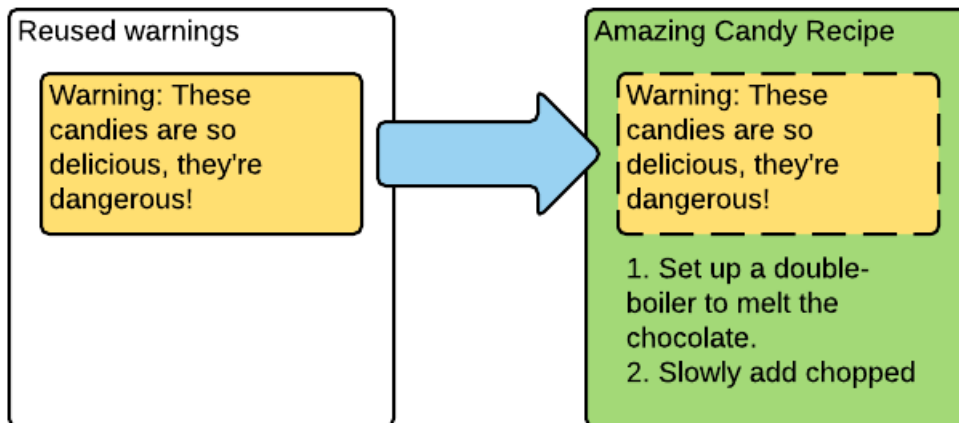 Reused warnings
Warning: These
candies are so
delicious, they're
dangerous!
Amazing Candy Recipe
Warning: These
candies are so
delicious, they're
dangerous!
1. Set up a double-
boiler to melt the
chocolate.
2. Slowly add chopped